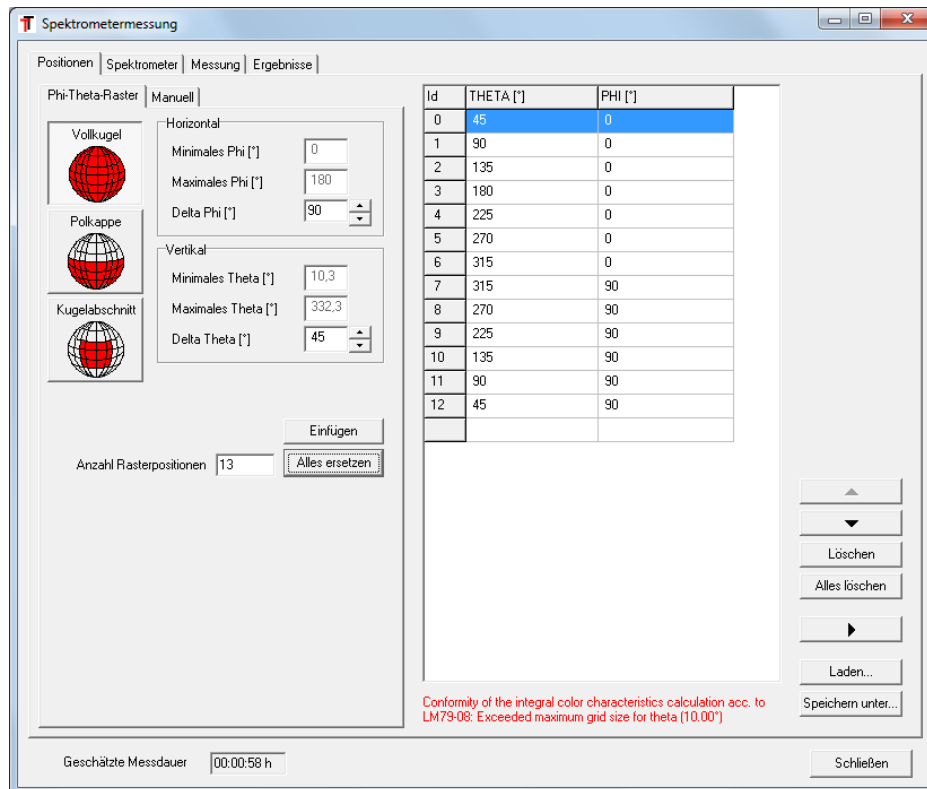 Spektrometermessung
Positionen Spektrometer Messung Ergebnisse
Phi-Theta-Raster Manuell
Vollkugel
Polkappe
Kugelabschnitt
Horizontal
Minimales Phi [°] 0
Maximales Phi [°] 180
Delta Phi [°] 90
Vertikal
Minimales Theta [°] 10,3
Maximales Theta [°] 332,3
Delta Theta [°] 45
Einfügen
Anzahl Rasterpositionen 13 Alles ersetzen
Id THETA [°] PHI [°]
0 45 0
1 90 0
2 135 0
3 180 0
4 225 0
5 270 0
6 315 0
7 315 90
8 270 90
9 225 90
10 135 90
11 90 90
12 45 90
Löschen
Alles löschen
Laden...
Speichern unter...
Conformity of the integral color characteristics calculation acc. to
LM79-08: Exceeded maximum grid size for theta (10.00°)
Geschätzte Messdauer 00:00:58 h
Schließen